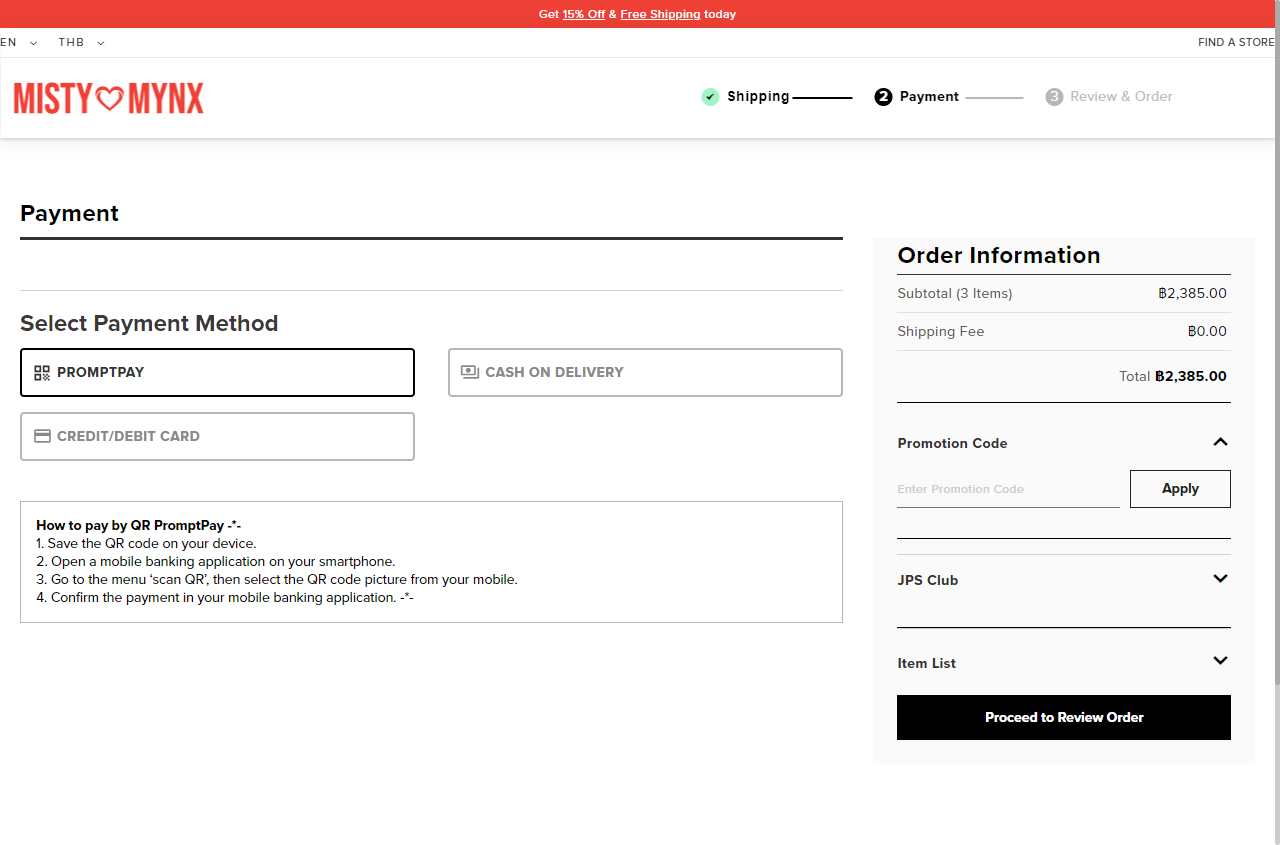 Get 15% Off & Free Shipping today
EN THB FIND A STORE
MISTY MYNX
Shipping 2 Payment 3 Review & Order
Payment
Select Payment Method
PROMPTPAY
CASH ON DELIVERY
CREDIT/DEBIT CARD
How to pay by QR PromptPay -*-
1. Save the QR code on your device.
2. Open a mobile banking application on your smartphone.
3. Go to the menu ‘scan QR’, then select the QR code picture from your mobile.
4. Confirm the payment in your mobile banking application. -*-
Order Information
Subtotal (3 Items) ฿2,385.00
Shipping Fee ฿0.00
Total ฿2,385.00
Promotion Code
Enter Promotion Code Apply
JPS Club
Item List
Proceed to Review Order